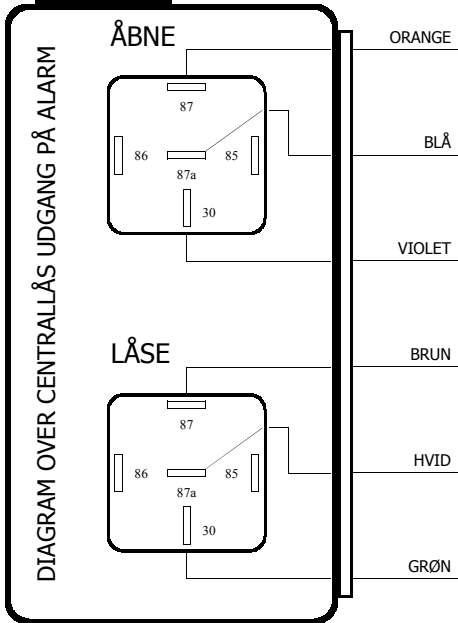 DIAGRAM OVER CENTRALLÅS UDGANG PÅ ALARM
ÅBNE
87
86
87a
85
30
ORANGE
BLÅ
VIOLET
LÅSE
87
86
87a
85
30
BRUN
HVID
GRØN